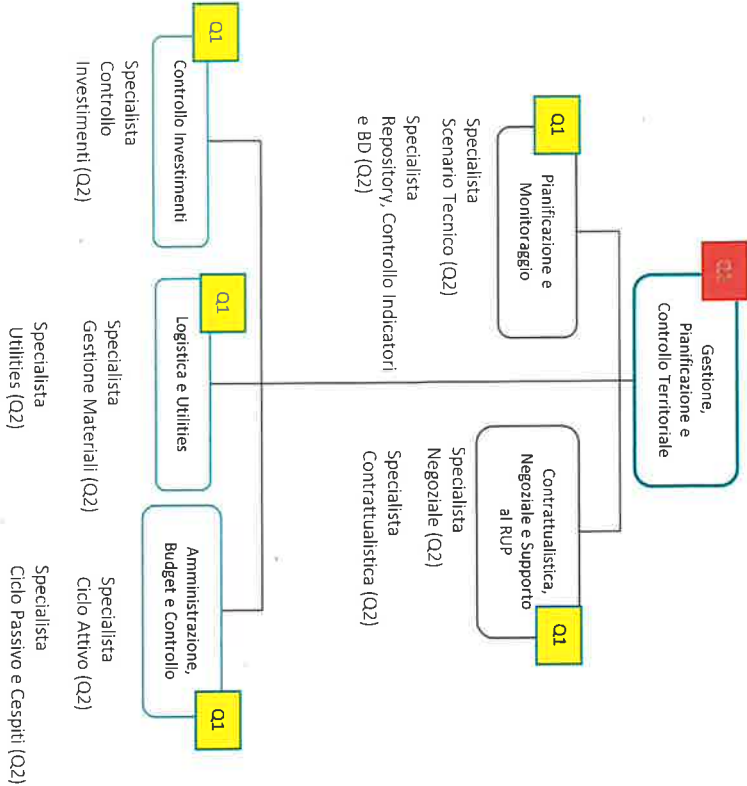 Q1
Gestione,
Pianificazione e
Controllo Territoriale
Q1
Pianificazione e
Monitoraggio
Specialista
Scenario Tecnico (Q2)
Specialista
Repository, Controllo Indicatori
e BD (Q2)
Contrattualistica,
Negoziale e Supporto
al RUP
Q1
Specialista
Negoziale (Q2)
Specialista
Contrattualistica (Q2)
Q1
Controllo Investimenti
Specialista
Controllo
Investimenti (Q2)
Q1
Logistica e Utilities
Specialista
Gestione Materiali (Q2)
Specialista
Utilities (Q2)
Amministrazione,
Budget e Controllo
Q1
Specialista
Ciclo Attivo (Q2)
Specialista
Ciclo Passivo e Cespiti (Q2)